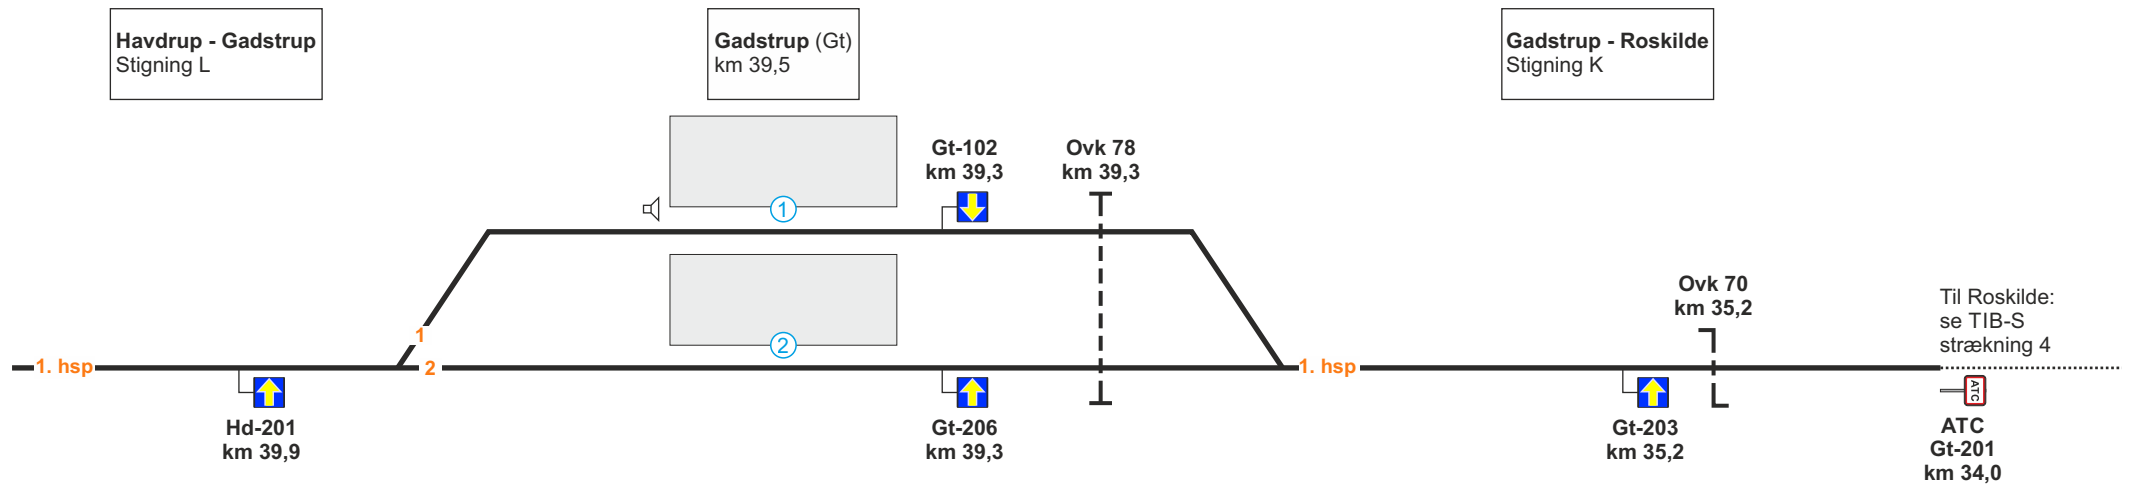 Havdrup - Gadstrup
Stigning L
Gadstrup (Gt)
km 39,5
Gadstrup - Roskilde
Stigning K
Gt-102
km 39,3
Ovk 78
km 39,3
1
Ovk 70
km 35,2
Til Roskilde:
se TIB-S
strækning 4
1
2
1. hsp
2
1. hsp
ATC
Hd-201
km 39,9
Gt-206
km 39,3
Gt-203
km 35,2
ATC
Gt-201
km 34,0